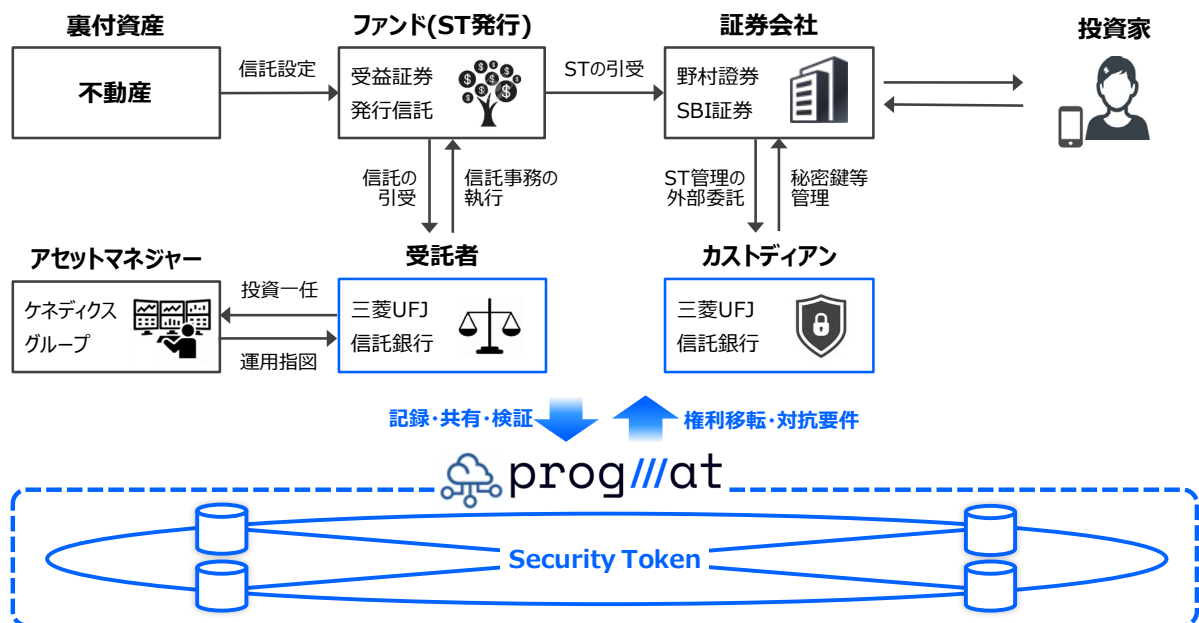 裏付資産
ファンド(ST発行)
証券会社
投資家
不動産
信託設定
受益証券
発行信託
STの引受
野村證券
SBI証券
信託の
引受
信託事務の
執行
ST管理の
外部委託
秘密鍵等
管理
アセットマネジャー
受託者
カストディアン
ケネディクス
グループ
投資一任
運用指図
三菱UFJ
信託銀行
三菱UFJ
信託銀行
記録・共有・検証
権利移転・対抗要件
prog///at
Security Token